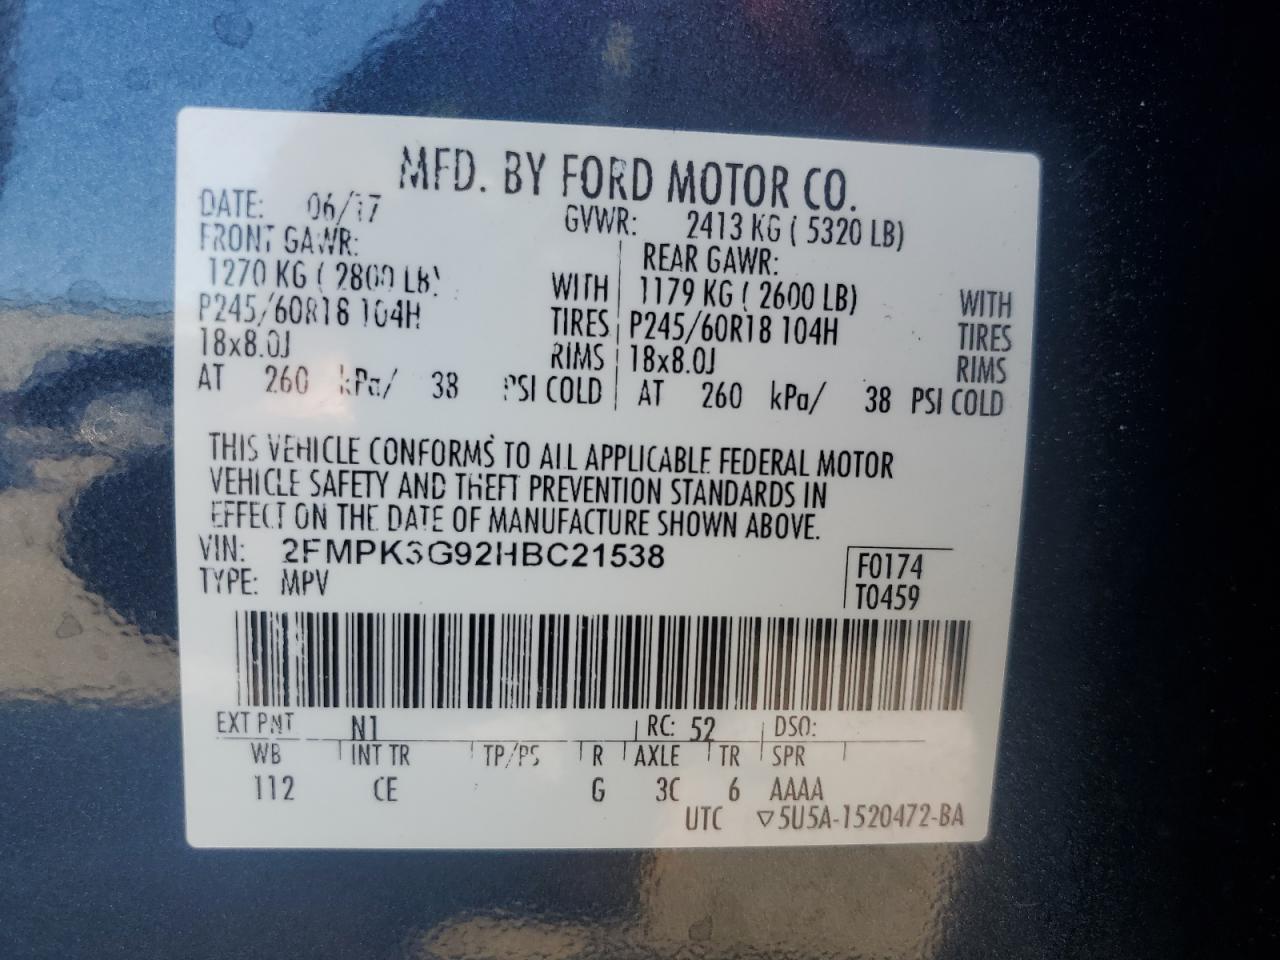 MFD. BY FORD MOTOR CO.
DATE: 06/17 GVWR: 2413 KG ( 5320 LB)
FRONT GAWR: REAR GAWR:
1270 KG ( 2800 LB) WITH 1179 KG ( 2600 LB) WITH
P245/60R18 104H TIRES P245/60R18 104H TIRES
18x8.0J RIMS 18x8.0J RIMS
AT 260 kPa/ 38 PSI COLD AT 260 kPa/ 38 PSI COLD
THIS VEHICLE CONFORMS TO ALL APPLICABLE FEDERAL MOTOR
VEHICLE SAFETY AND THEFT PREVENTION STANDARDS IN
EFFECT ON THE DATE OF MANUFACTURE SHOWN ABOVE.
VIN: 2FMPK3G92HBC21538
TYPE: MPV
F0174
T0459
EXT PNT N1 RC: 52 DSO:
WB INT TR TP/PS R AXLE TR SPR
112 CE G 3C 6 AAAA
UTC ▽5U5A-1520472-BA